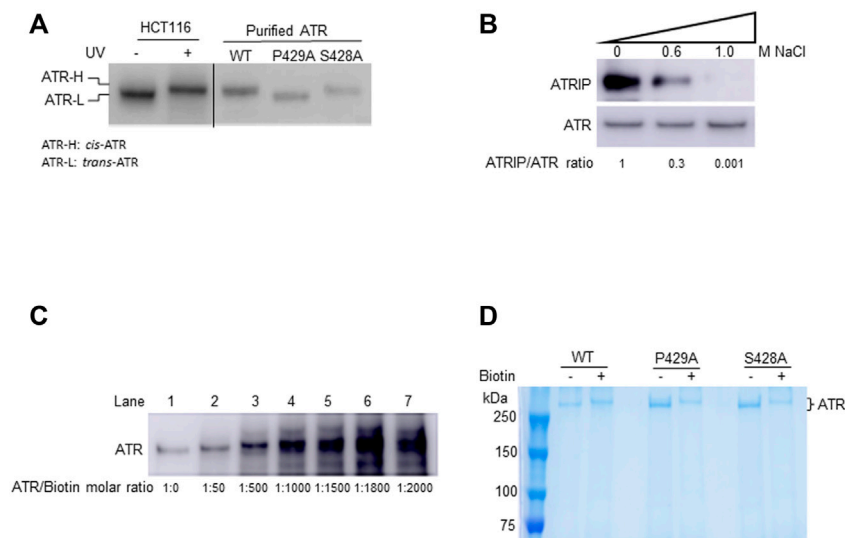 A
HCT116 Purified ATR
UV - + WT P429A S428A
ATR-H
ATR-L
ATR-H: cis-ATR
ATR-L: trans-ATR
B
0 0.6 1.0 M NaCl
ATRIP
ATR
ATRIP/ATR ratio 1 0.3 0.001
C
Lane 1 2 3 4 5 6 7
ATR
ATR/Biotin molar ratio 1:0 1:50 1:500 1:1000 1:1500 1:1800 1:2000
D
WT P429A S428A
Biotin - + - + - +
kDa
250
ATR
150
100
75